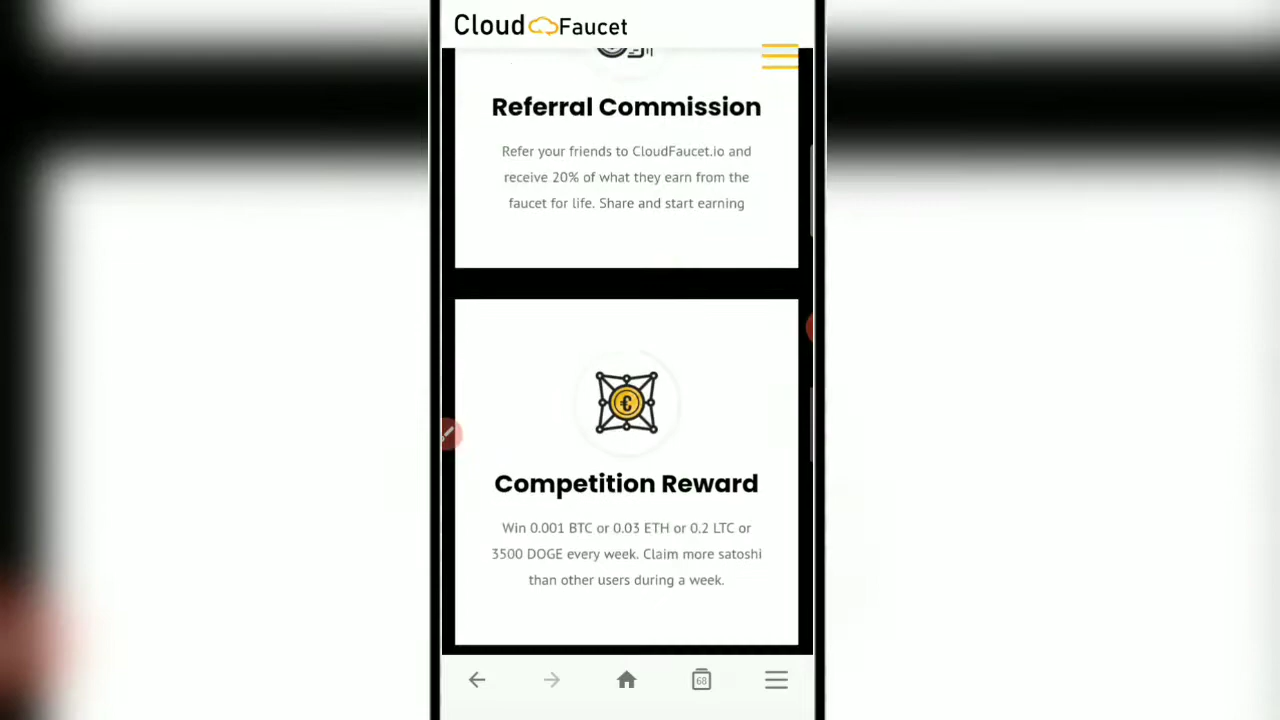 Cloud Faucet
Referral Commission
Refer your friends to CloudFaucet.io and
receive 20% of what they earn from the
faucet for life. Share and start earning
€
Competition Reward
Win 0.001 BTC or 0.03 ETH or 0.2 LTC or
3500 DOGE every week. Claim more satoshi
than other users during a week.
68